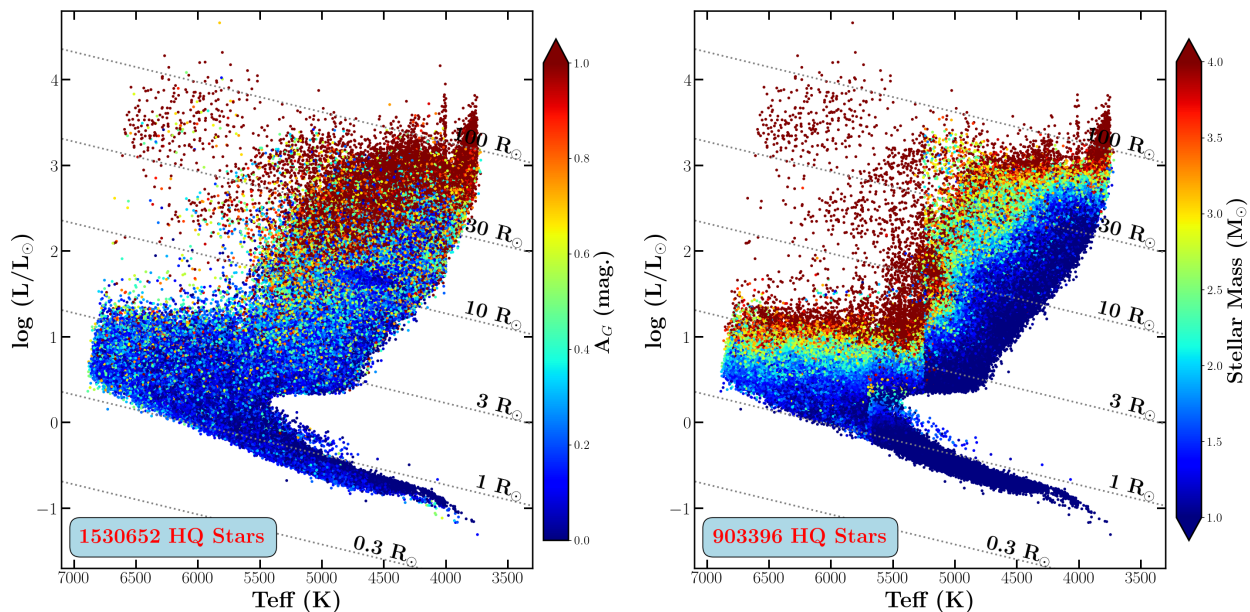 4
3
2
1
0
−1
log (L/L⊙)
100 R⊙
30 R⊙
10 R⊙
3 R⊙
1 R⊙
0.3 R⊙
1530652 HQ Stars
7000 6500 6000 5500 5000 4500 4000 3500
Teff (K)
1.0
0.8
0.6
0.4
0.2
0.0
A_G (mag.)
4
3
2
1
0
−1
log (L/L⊙)
100 R⊙
30 R⊙
10 R⊙
3 R⊙
1 R⊙
0.3 R⊙
903396 HQ Stars
7000 6500 6000 5500 5000 4500 4000 3500
Teff (K)
4.0
3.5
3.0
2.5
2.0
1.5
1.0
Stellar Mass (M⊙)